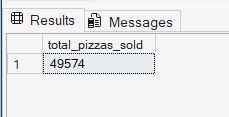 Results Messages
total_pizzas_sold
1 49574